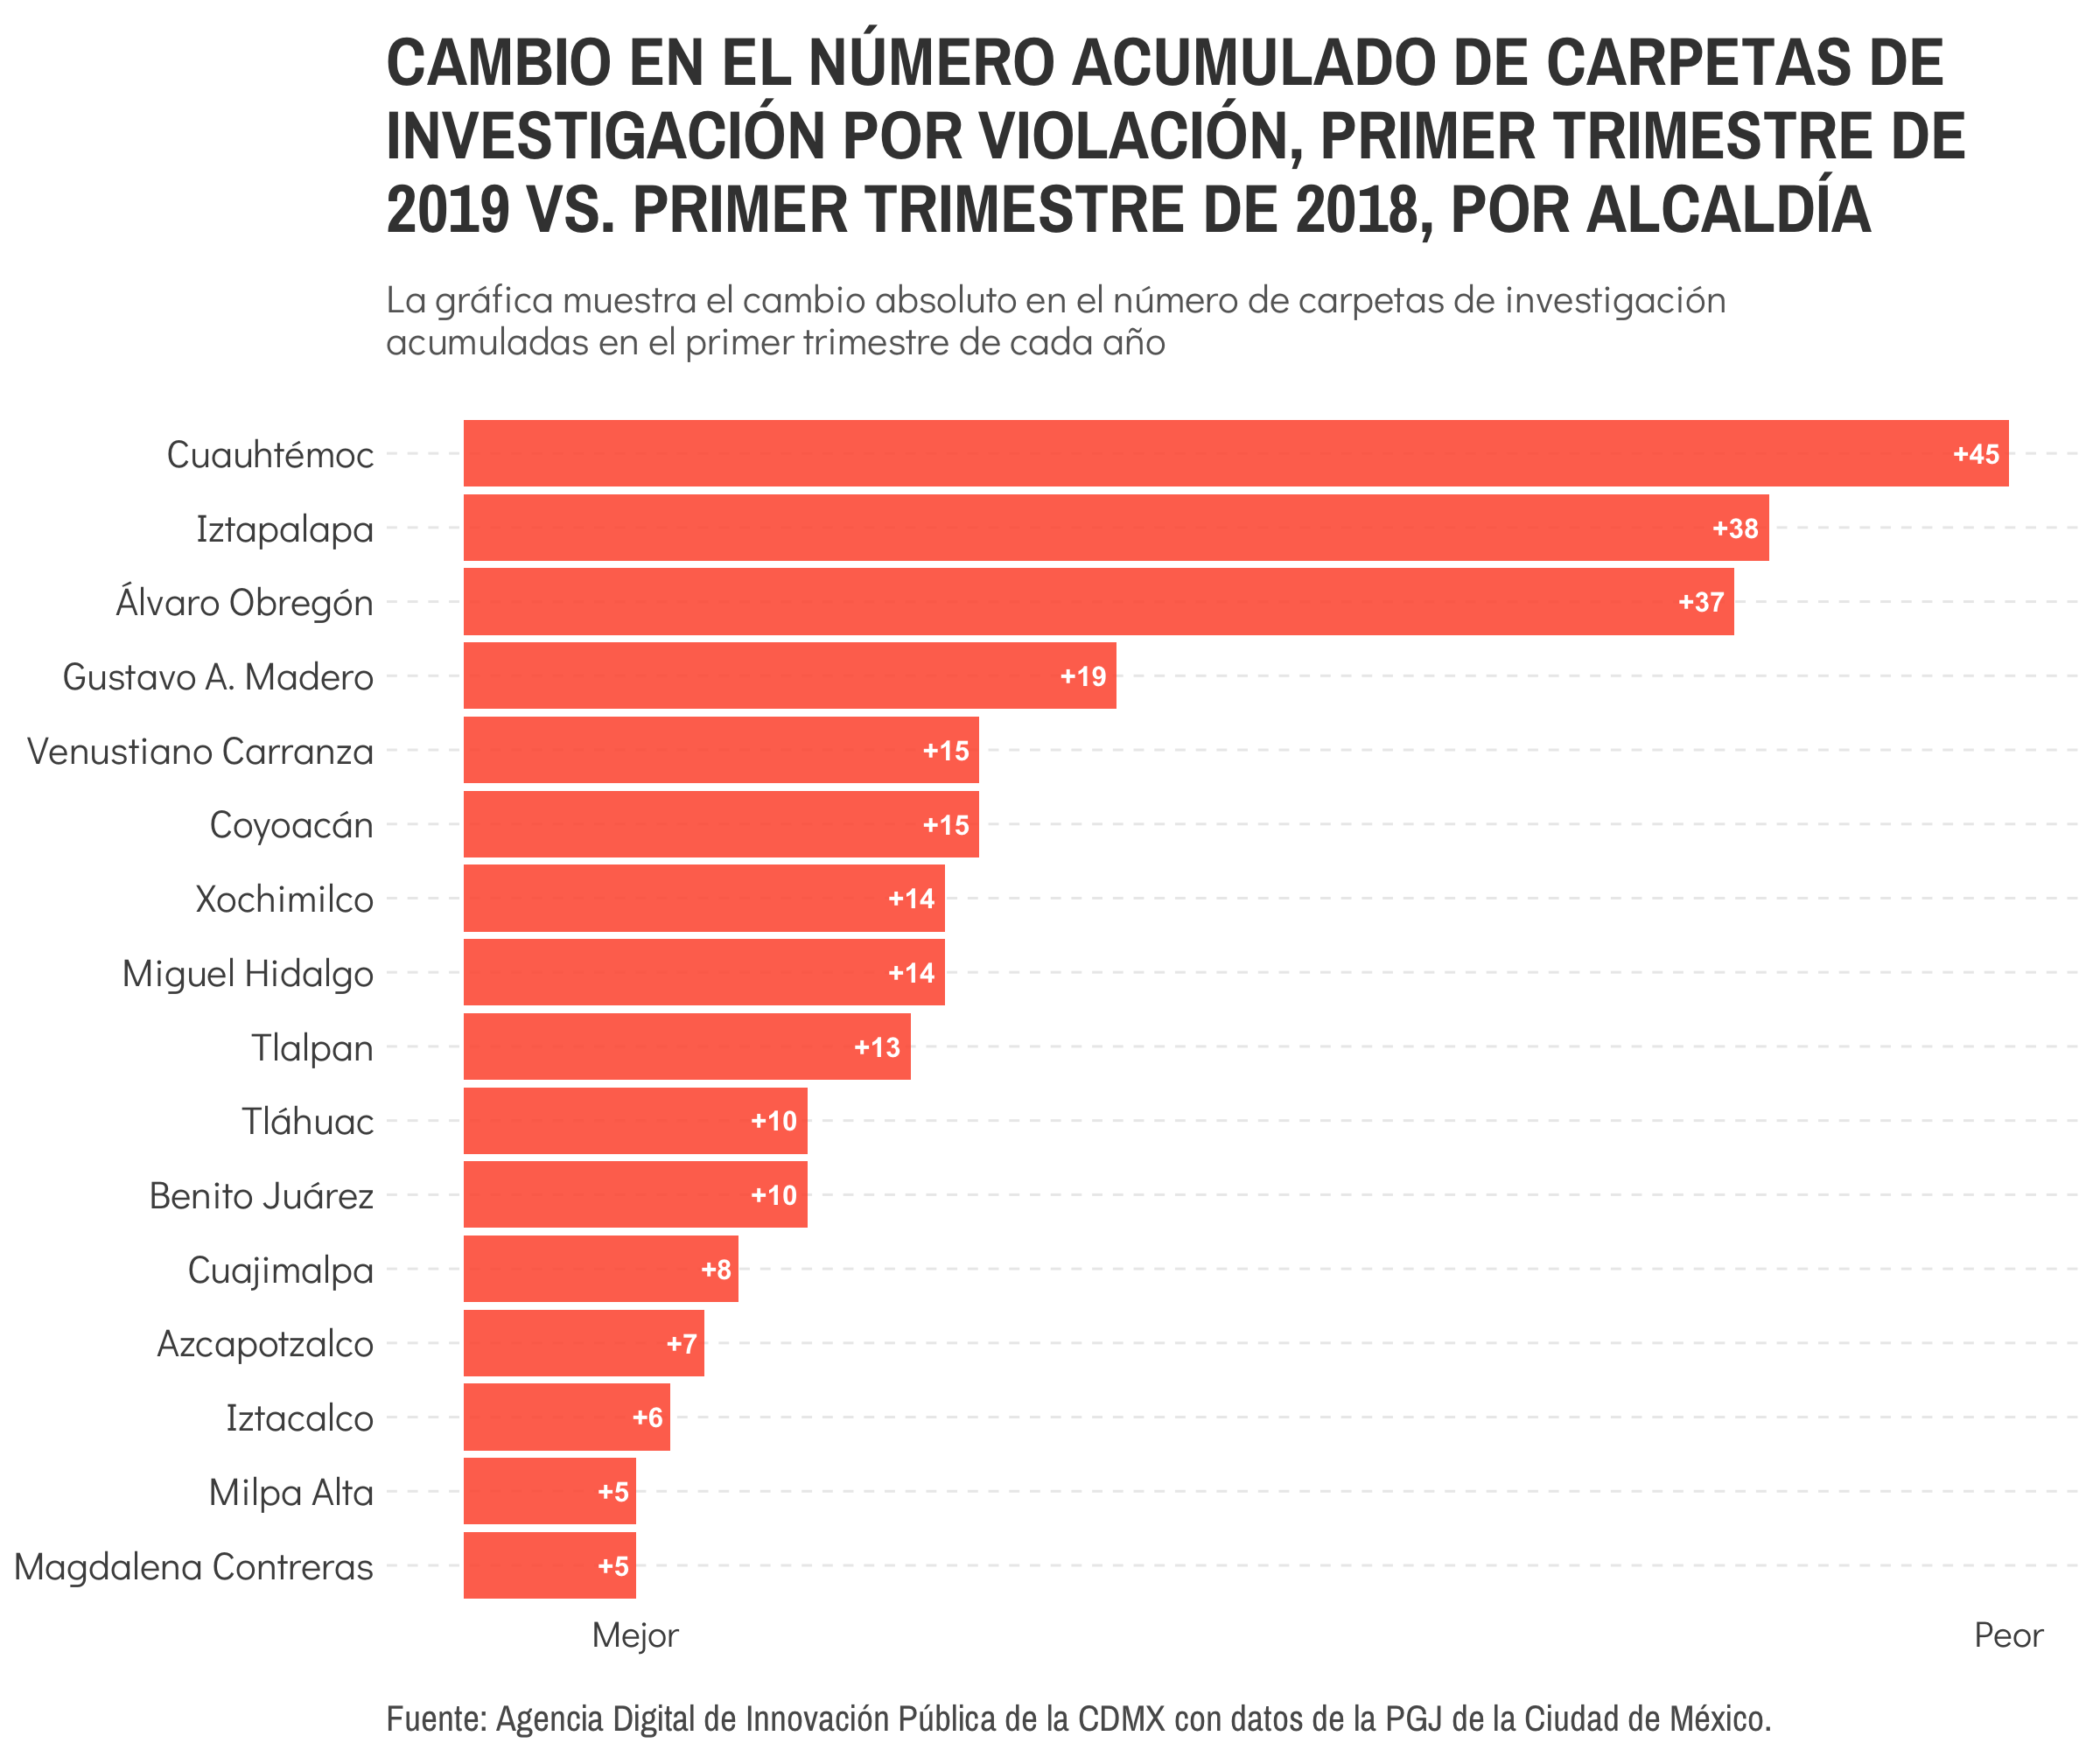 CAMBIO EN EL NÚMERO ACUMULADO DE CARPETAS DE
INVESTIGACIÓN POR VIOLACIÓN, PRIMER TRIMESTRE DE
2019 VS. PRIMER TRIMESTRE DE 2018, POR ALCALDÍA
La gráfica muestra el cambio absoluto en el número de carpetas de investigación
acumuladas en el primer trimestre de cada año
Cuauhtémoc +45
Iztapalapa +38
Álvaro Obregón +37
Gustavo A. Madero +19
Venustiano Carranza +15
Coyoacán +15
Xochimilco +14
Miguel Hidalgo +14
Tlalpan +13
Tláhuac +10
Benito Juárez +10
Cuajimalpa +8
Azcapotzalco +7
Iztacalco +6
Milpa Alta +5
Magdalena Contreras +5
Mejor Peor
Fuente: Agencia Digital de Innovación Pública de la CDMX con datos de la PGJ de la Ciudad de México.